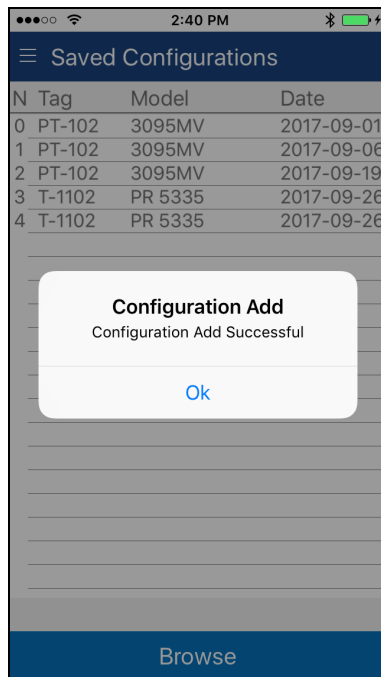 2:40 PM
Saved Configurations
N Tag Model Date
0 PT-102 3095MV 2017-09-01
1 PT-102 3095MV 2017-09-06
2 PT-102 3095MV 2017-09-19
3 T-1102 PR 5335 2017-09-26
4 T-1102 PR 5335 2017-09-26
Configuration Add
Configuration Add Successful
Ok
Browse